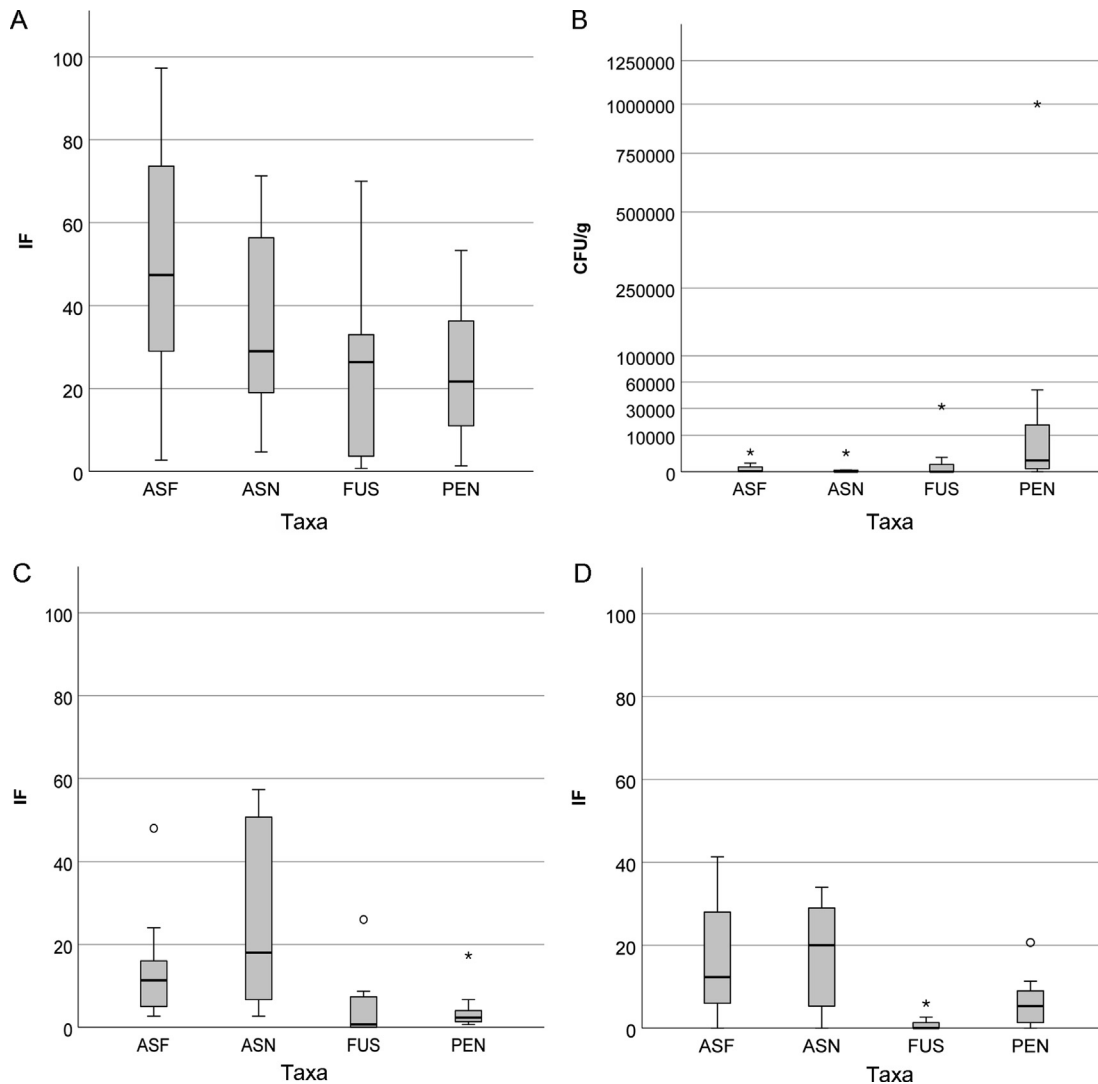 A
IF
100
80
60
40
20
0
ASF ASN FUS PEN
Taxa
B
CFU/g
1250000
1000000
750000
500000
250000
100000
60000
30000
10000
0
* * * *
ASF ASN FUS PEN
Taxa
C
IF
100
80
60
40
20
0
*
ASF ASN FUS PEN
Taxa
D
IF
100
80
60
40
20
0
*
ASF ASN FUS PEN
Taxa